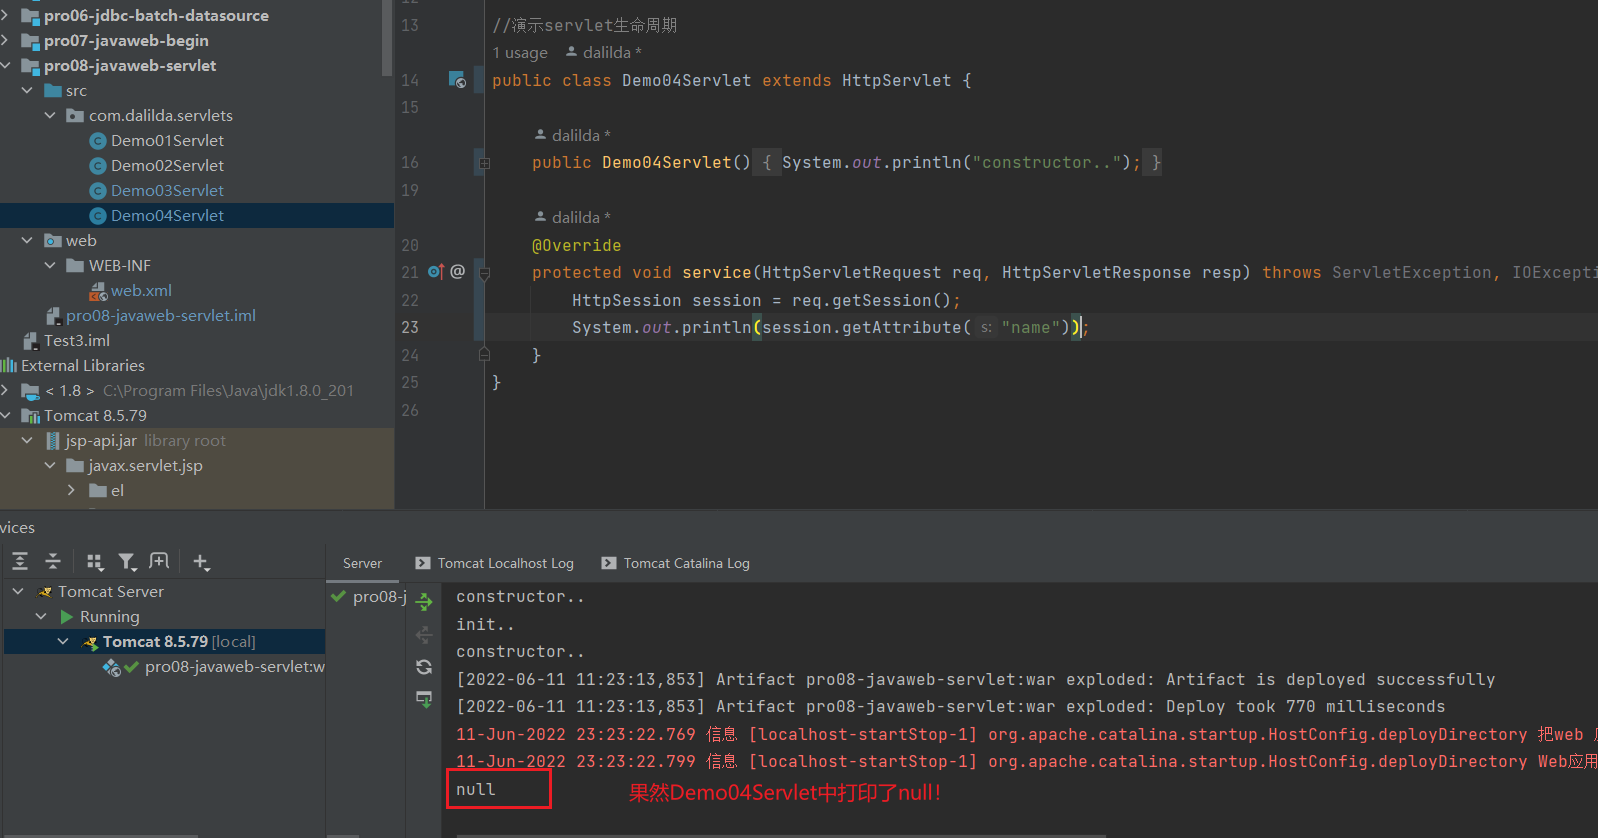 pro06-jdbc-batch-datasource
pro07-javaweb-begin
pro08-javaweb-servlet
src
com.dalilda.servlets
Demo01Servlet
Demo02Servlet
Demo03Servlet
Demo04Servlet
web
WEB-INF
web.xml
pro08-javaweb-servlet.iml
Test3.iml
External Libraries
< 1.8 > C:\Program Files\Java\jdk1.8.0_201
Tomcat 8.5.79
jsp-api.jar library root
javax.servlet.jsp
el
13 //演示servlet生命周期
1 usage dalilda *
14 public class Demo04Servlet extends HttpServlet {
15
dalilda *
16 public Demo04Servlet() { System.out.println("constructor.."); }
19
dalilda *
20 @Override
21 @ protected void service(HttpServletRequest req, HttpServletResponse resp) throws ServletException, IOExcepti
22 HttpSession session = req.getSession();
23 System.out.println(session.getAttribute( s: "name"));
24 }
25 }
26
vices
Tomcat Server
Running
Tomcat 8.5.79 [local]
pro08-javaweb-servlet:w
Server Tomcat Localhost Log Tomcat Catalina Log
pro08-j
constructor..
init..
constructor..
[2022-06-11 11:23:13,853] Artifact pro08-javaweb-servlet:war exploded: Artifact is deployed successfully
[2022-06-11 11:23:13,853] Artifact pro08-javaweb-servlet:war exploded: Deploy took 770 milliseconds
11-Jun-2022 23:23:22.769 信息 [localhost-startStop-1] org.apache.catalina.startup.HostConfig.deployDirectory 把web
11-Jun-2022 23:23:22.799 信息 [localhost-startStop-1] org.apache.catalina.startup.HostConfig.deployDirectory Web应用
null
果然Demo04Servlet中打印了null！